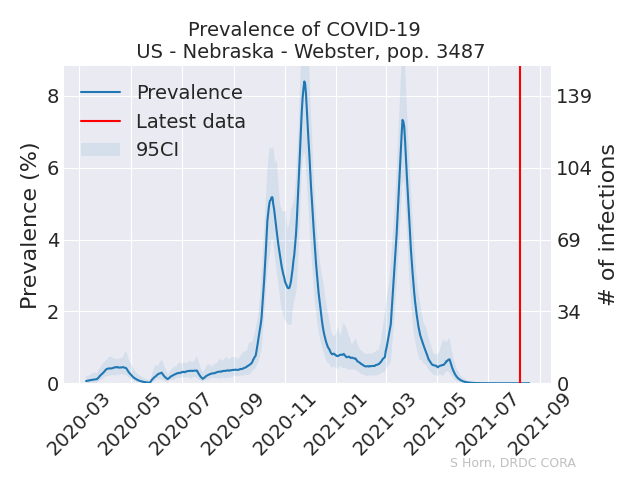 Prevalence of COVID-19
US - Nebraska - Webster, pop. 3487
Prevalence
Latest data
95CI
Prevalence (%)
8
6
4
2
0
139
104
69
34
0
# of infections
2020-03
2020-05
2020-07
2020-09
2020-11
2021-01
2021-03
2021-05
2021-07
2021-09
S Horn, DRDC CORA